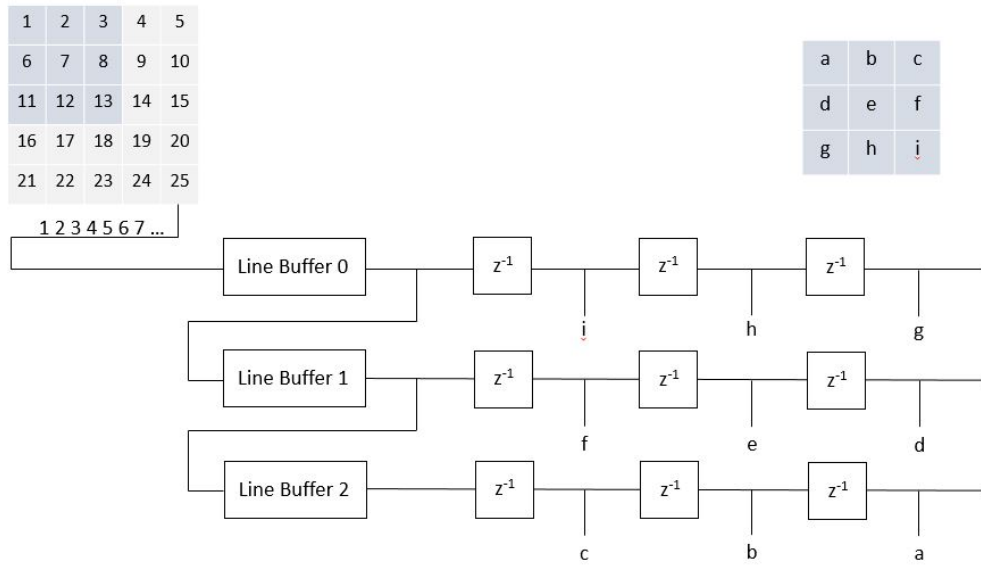 1 2 3 4 5
6 7 8 9 10
11 12 13 14 15
16 17 18 19 20
21 22 23 24 25
a b c
d e f
g h i
1 2 3 4 5 6 7 ...
Line Buffer 0 z⁻¹ z⁻¹ z⁻¹
i h g
Line Buffer 1 z⁻¹ z⁻¹ z⁻¹
f e d
Line Buffer 2 z⁻¹ z⁻¹ z⁻¹
c b a